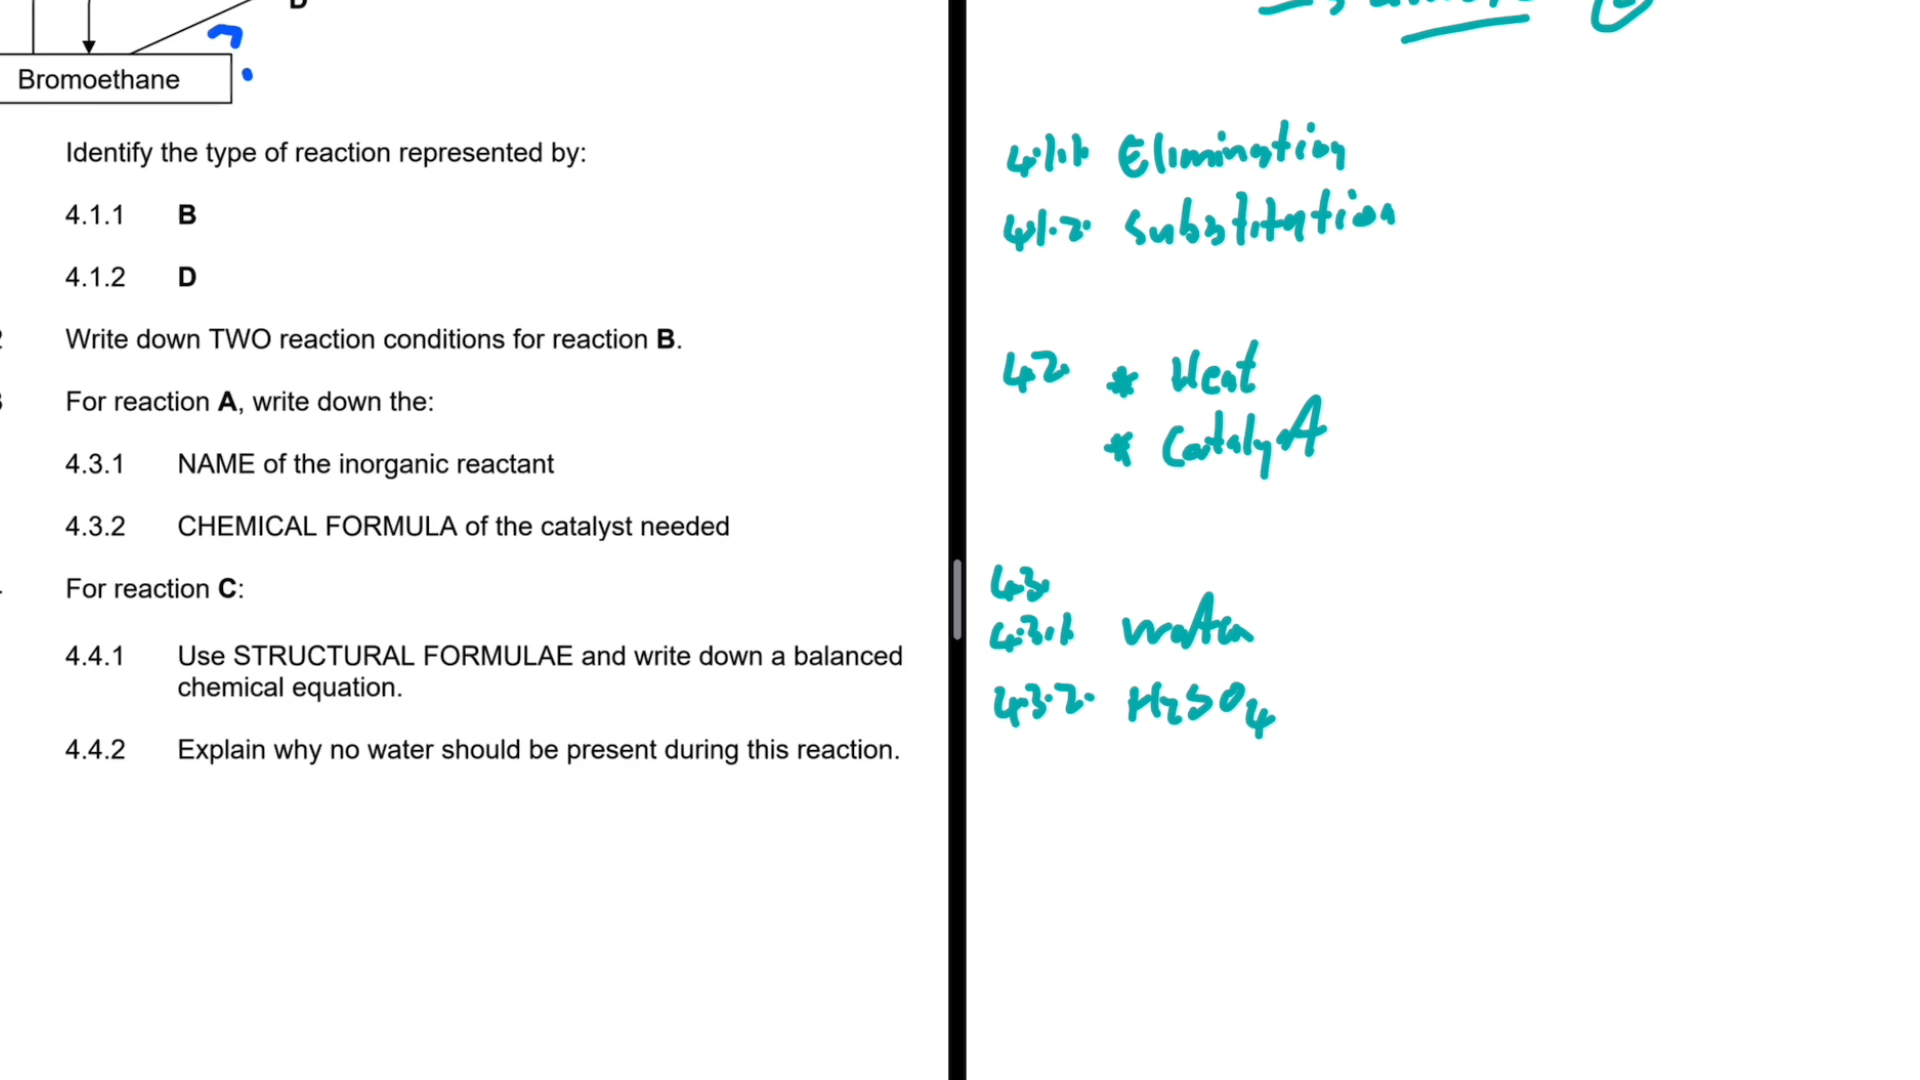 D
Bromoethane
Identify the type of reaction represented by:
4.1.1 B
4.1.2 D
Write down TWO reaction conditions for reaction B.
For reaction A, write down the:
4.3.1 NAME of the inorganic reactant
4.3.2 CHEMICAL FORMULA of the catalyst needed
For reaction C:
4.4.1 Use STRUCTURAL FORMULAE and write down a balanced
chemical equation.
4.4.2 Explain why no water should be present during this reaction.
4.1.1 Elimination
4.1.2. Substitution
4.2. * Heat
* Catalyst
4.3.
4.3.1 water
4.3.2. H₂SO₄